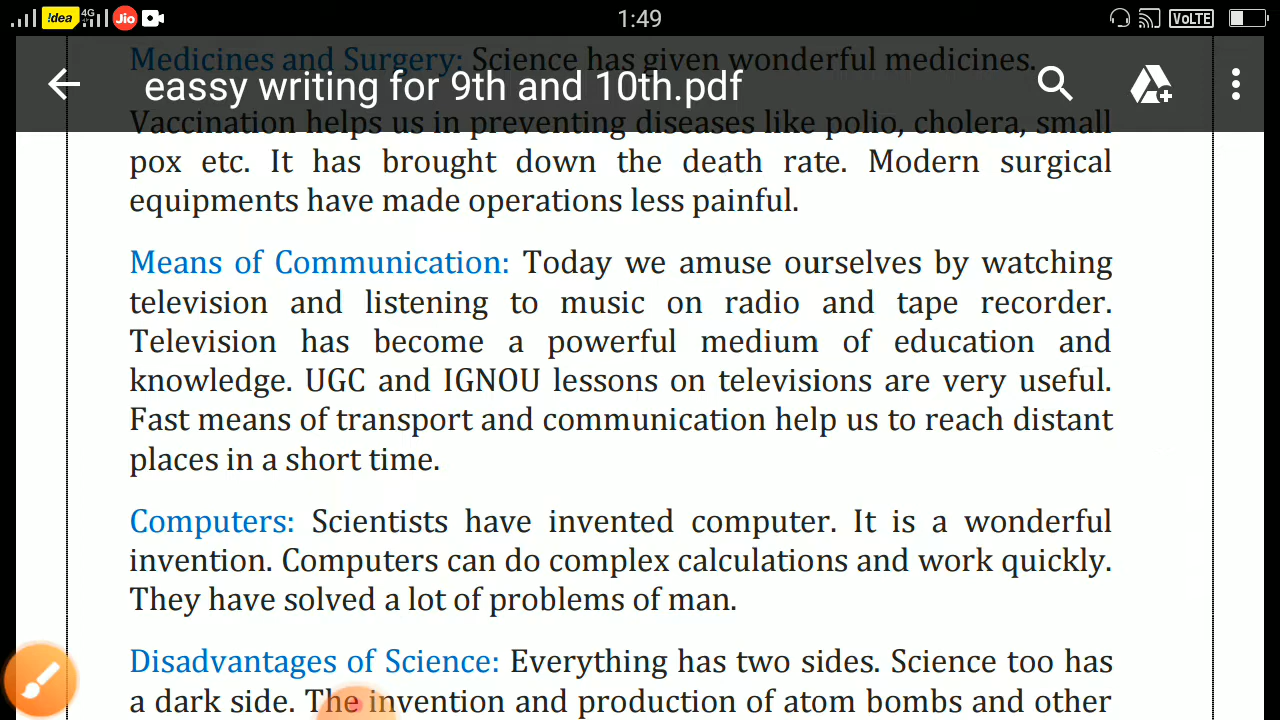 !dea 4G Jio 1:49 VoLTE
Medicines and Surgery: Science has given wonderful medicines.
eassy writing for 9th and 10th.pdf
Vaccination helps us in preventing diseases like polio, cholera, small
pox etc. It has brought down the death rate. Modern surgical
equipments have made operations less painful.
Means of Communication: Today we amuse ourselves by watching
television and listening to music on radio and tape recorder.
Television has become a powerful medium of education and
knowledge. UGC and IGNOU lessons on televisions are very useful.
Fast means of transport and communication help us to reach distant
places in a short time.
Computers: Scientists have invented computer. It is a wonderful
invention. Computers can do complex calculations and work quickly.
They have solved a lot of problems of man.
Disadvantages of Science: Everything has two sides. Science too has
a dark side. The invention and production of atom bombs and other